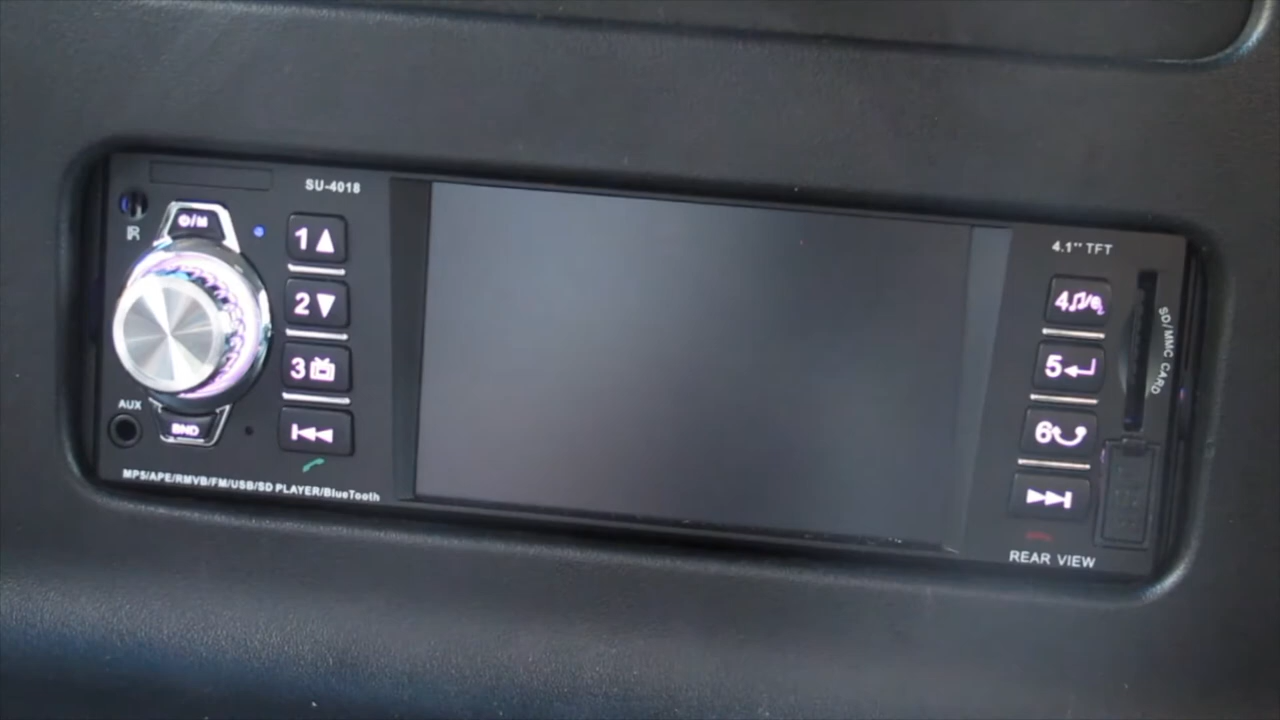 SU-4018
IR
/M
1
2
3
AUX
BND
MP5/APE/RMVB/FM/USB/SD PLAYER/BlueTooth
4.1" TFT
4
5
6
SD/MMC CARD
REAR VIEW